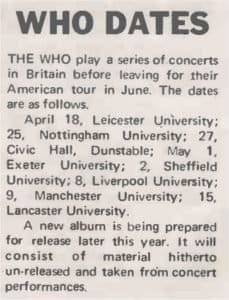 WHO DATES
THE WHO play a series of concerts
in Britain before leaving for their
American tour in June. The dates
are as follows.
April 18, Leicester University;
25, Nottingham University; 27,
Civic Hall, Dunstable; May 1,
Exeter University; 2, Sheffield
University; 8, Liverpool University;
9, Manchester University; 15,
Lancaster University.
A new album is being prepared
for release later this year. It will
consist of material hitherto
un-released and taken from concert
performances.